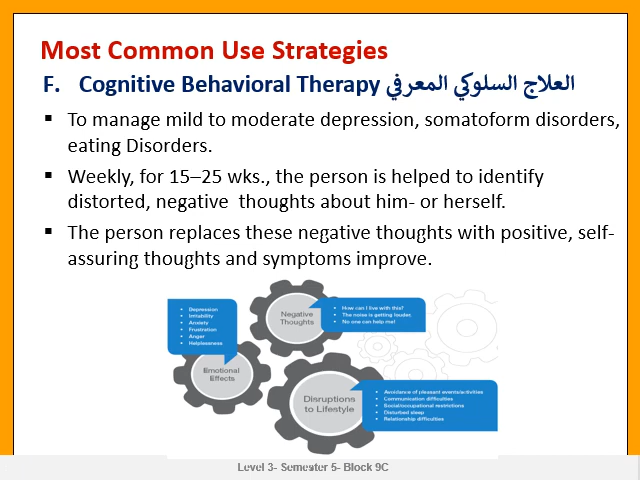 Most Common Use Strategies
F. Cognitive Behavioral Therapy العلاج السلوكي المعرفي
▪ To manage mild to moderate depression, somatoform disorders,
eating Disorders.
▪ Weekly, for 15–25 wks., the person is helped to identify
distorted, negative thoughts about him- or herself.
▪ The person replaces these negative thoughts with positive, self-
assuring thoughts and symptoms improve.
• Depression
• Irritability
• Anxiety
• Frustration
• Anger
• Helplessness
Negative
Thoughts
• How can I live with this?
• The noise is getting louder.
• No one can help me!
Emotional
Effects
Disruptions
to Lifestyle
• Avoidance of pleasant events/activities
• Communication difficulties
• Social/occupational restrictions
• Disturbed sleep
• Relationship difficulties
Level 3- Semester 5- Block 9C